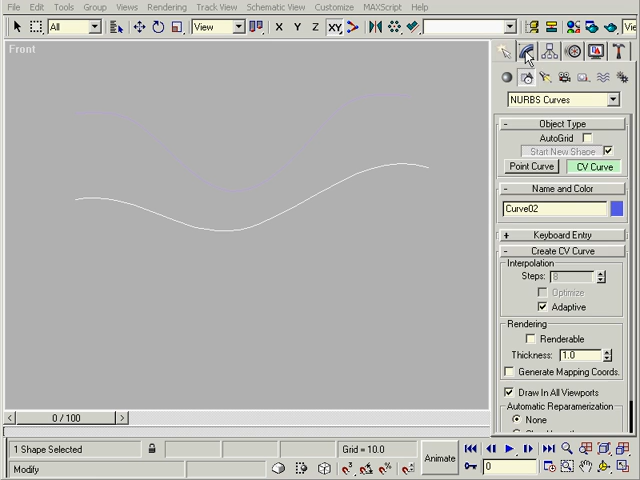 File Edit Tools Group Views Rendering Track View Schematic View Customize MAXScript Help
All View X Y Z XY Vie
Front
NURBS Curves
- Object Type
AutoGrid
Start New Shape
Point Curve CV Curve
- Name and Color
Curve02
+ Keyboard Entry
- Create CV Curve
Interpolation
Steps: 8
Optimize
Adaptive
Rendering
Renderable
Thickness: 1.0
Generate Mapping Coords.
Draw In All Viewports
Automatic Reparameterization
None
< 0 / 100 >
1 Shape Selected Grid = 10.0 Animate
Modify 0